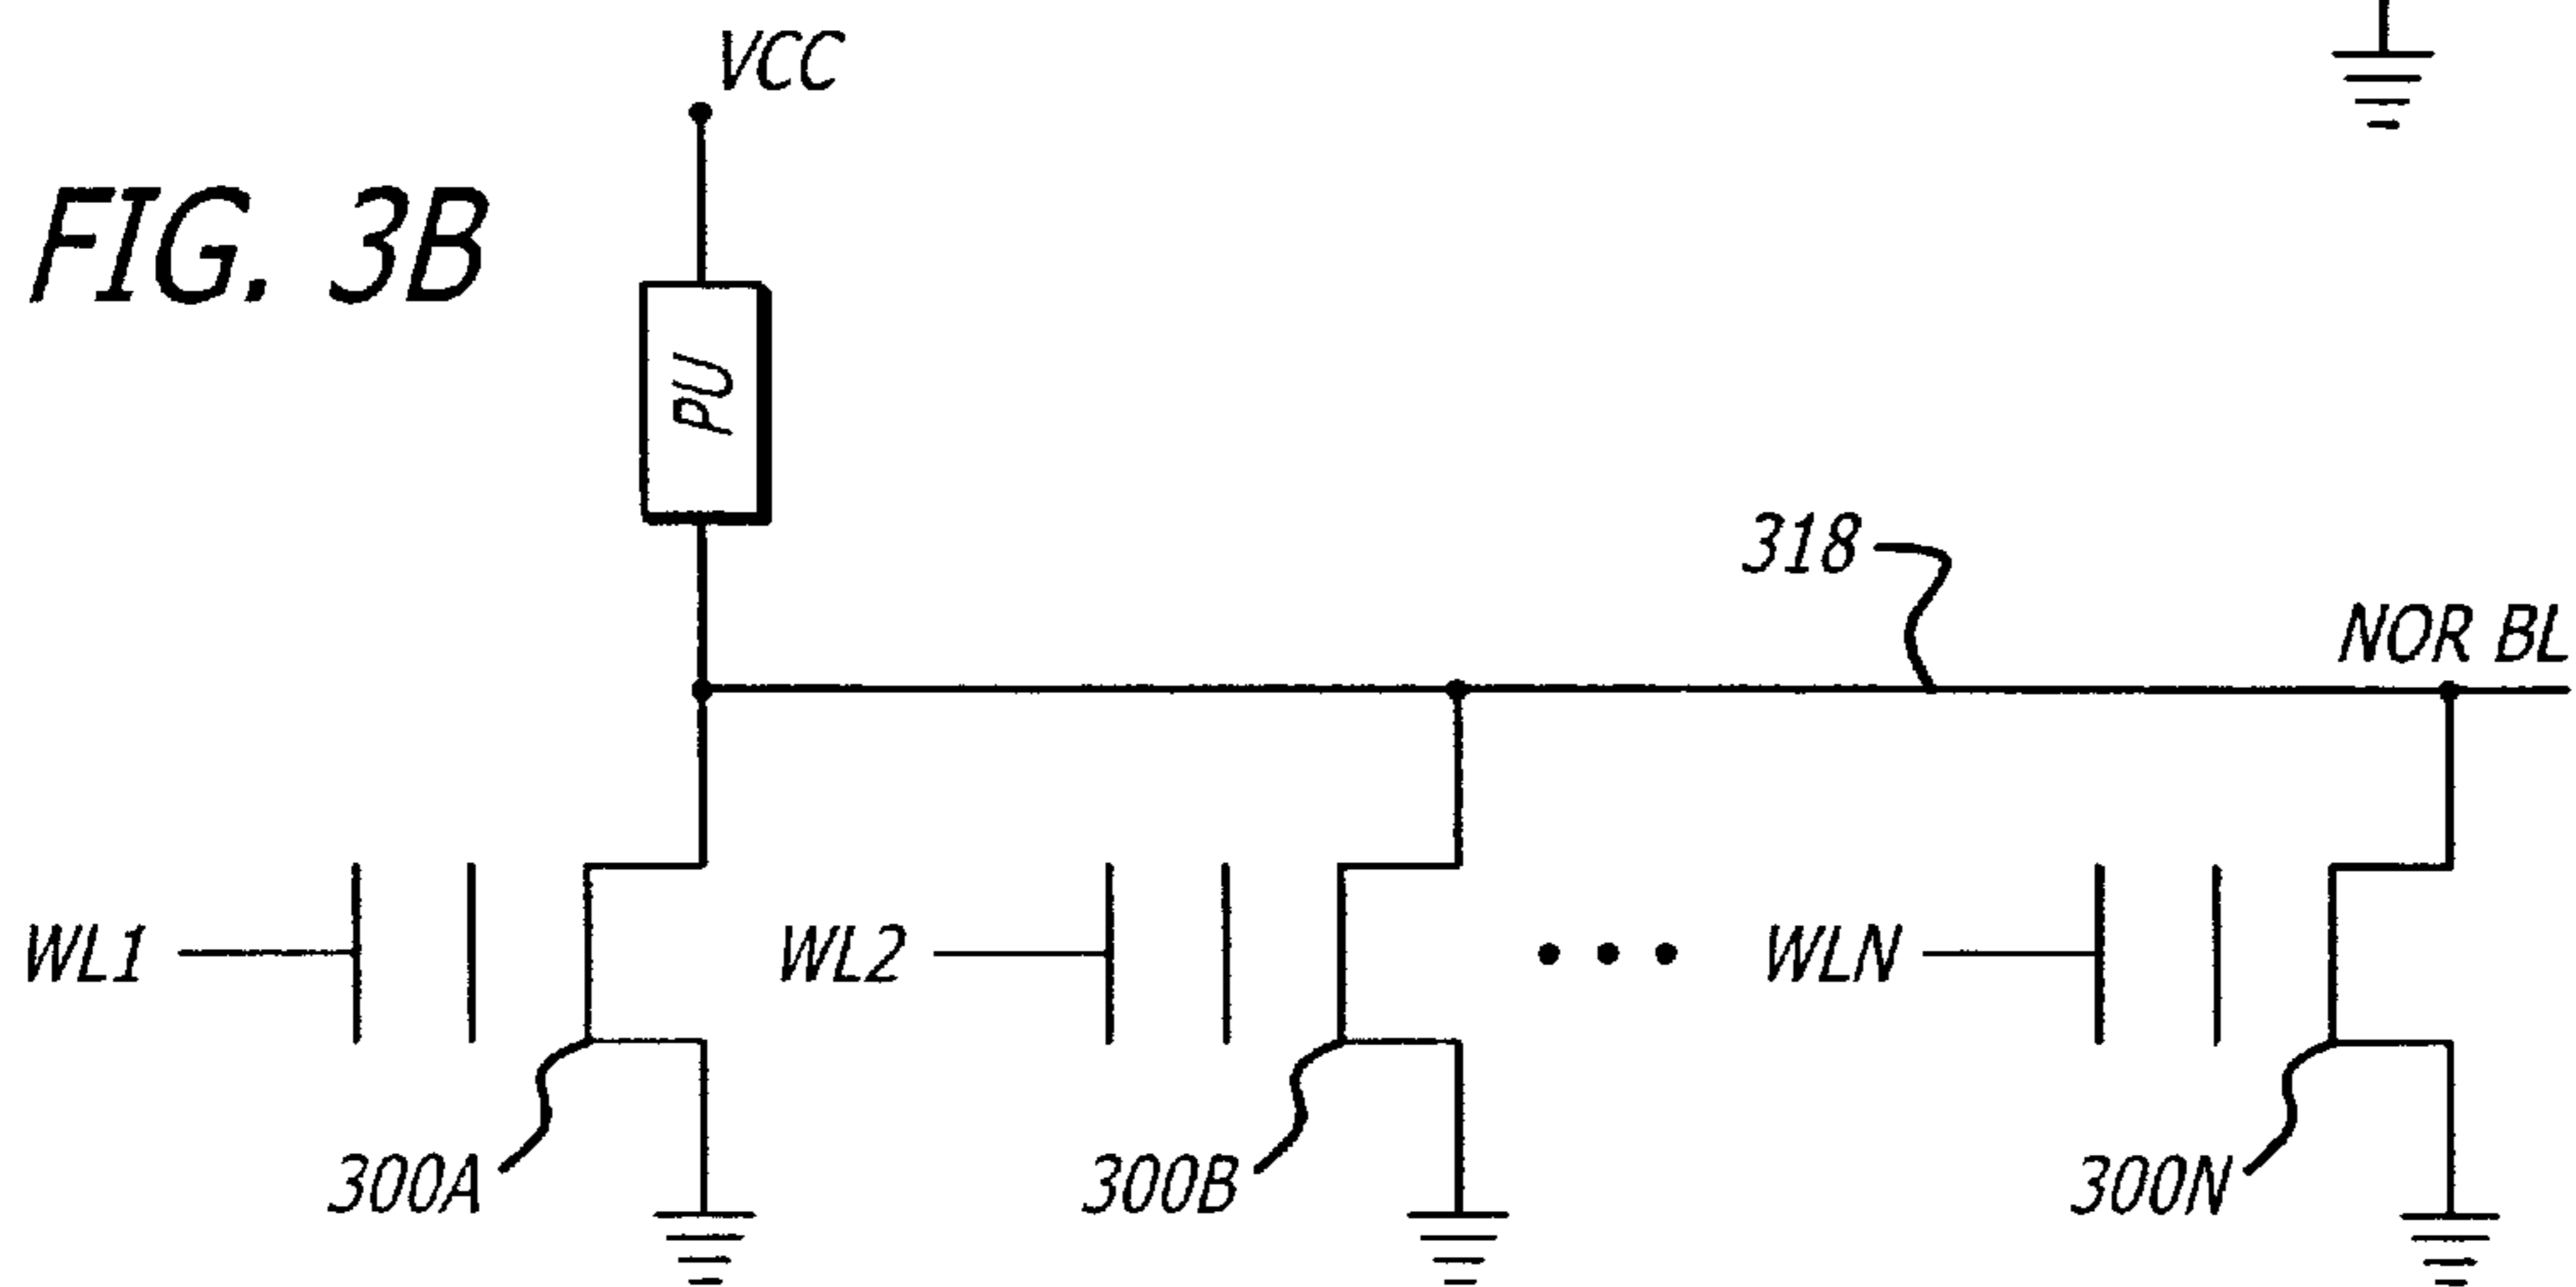 VCC
FIG. 3B
PU
318
NOR BL
WL1
WL2
• • •
WLN
300A
300B
300N